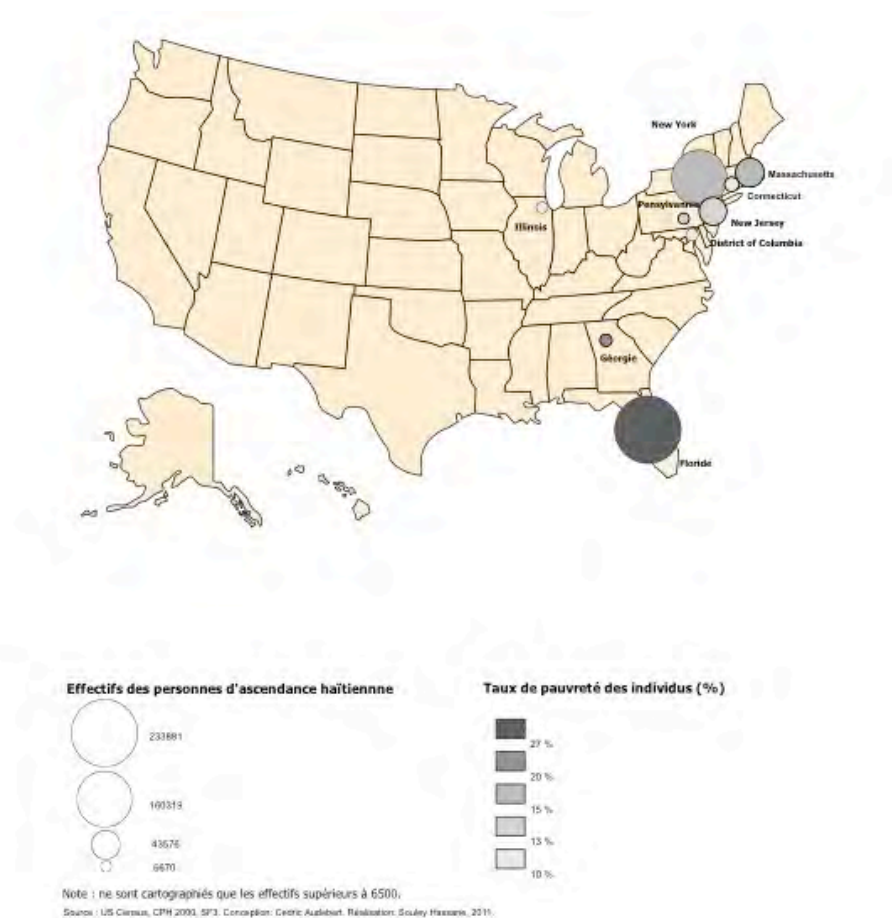 New York
Massachusetts
Connecticut
Pensylvannie
New Jersey
District of Columbia
Illinois
Géorgie
Floride
Effectifs des personnes d'ascendance haïtiennne
233881
160313
43576
6670
Taux de pauvreté des individus (%)
27 %
20 %
15 %
13 %
10 %
Note : ne sont cartographiés que les effectifs supérieurs à 6500.
Source : US Census, CPH 2000, SF3. Conception: Cedric Audebert. Réalisation: Souley Hassane, 2011.